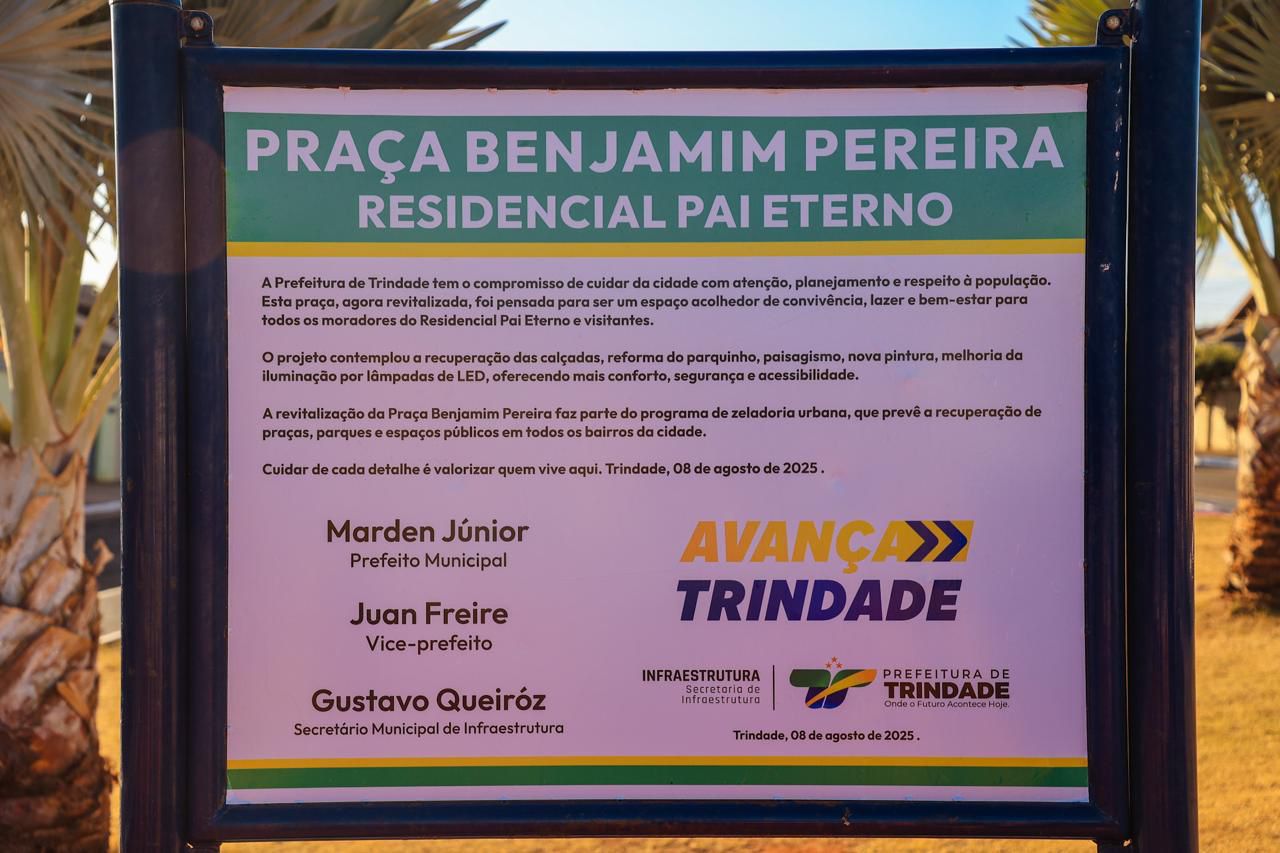 PRAÇA BENJAMIM PEREIRA
RESIDENCIAL PAI ETERNO
A Prefeitura de Trindade tem o compromisso de cuidar da cidade com atenção, planejamento e respeito à população.
Esta praça, agora revitalizada, foi pensada para ser um espaço acolhedor de convivência, lazer e bem-estar para
todos os moradores do Residencial Pai Eterno e visitantes.
O projeto contemplou a recuperação das calçadas, reforma do parquinho, paisagismo, nova pintura, melhoria da
iluminação por lâmpadas de LED, oferecendo mais conforto, segurança e acessibilidade.
A revitalização da Praça Benjamim Pereira faz parte do programa de zeladoria urbana, que prevê a recuperação de
praças, parques e espaços públicos em todos os bairros da cidade.
Cuidar de cada detalhe é valorizar quem vive aqui. Trindade, 08 de agosto de 2025 .
Marden Júnior
Prefeito Municipal
Juan Freire
Vice-prefeito
Gustavo Queiróz
Secretário Municipal de Infraestrutura
AVANÇA
TRINDADE
INFRAESTRUTURA
Secretaria de
Infraestrutura
PREFEITURA DE
TRINDADE
Onde o Futuro Acontece Hoje.
Trindade, 08 de agosto de 2025 .